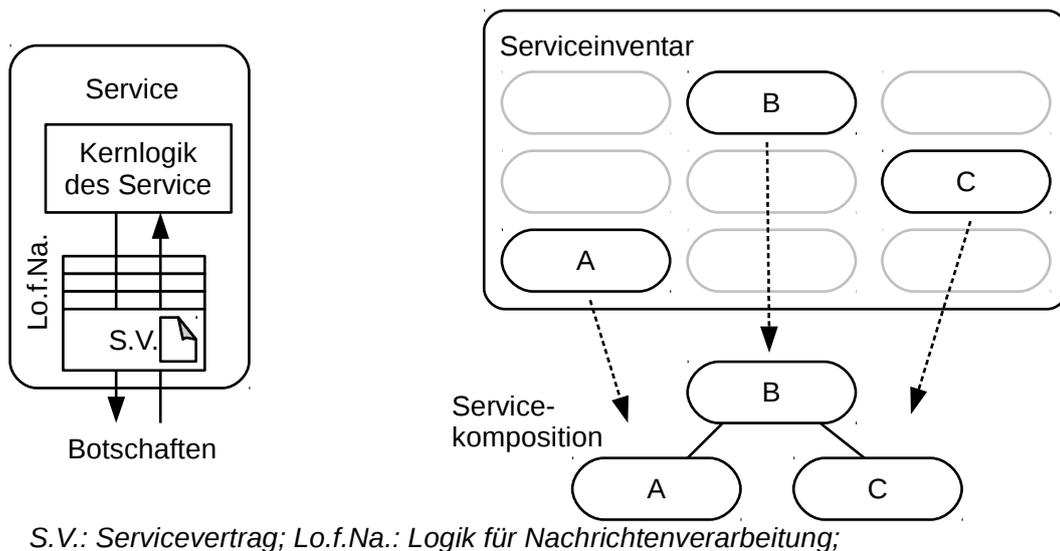 Service
Kernlogik
des Service
Lo.f.Na.
S.V.
Botschaften
Serviceinventar
B
C
A
Service-
komposition
B
A
C
S.V.: Servicevertrag; Lo.f.Na.: Logik für Nachrichtenverarbeitung;